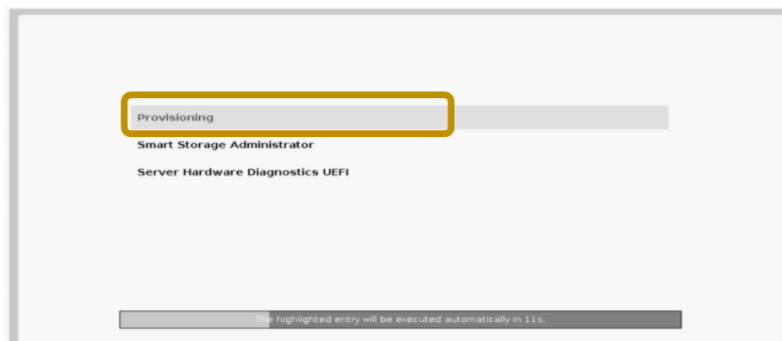 Provisioning
Smart Storage Administrator
Server Hardware Diagnostics UEFI
The highlighted entry will be executed automatically in 11s.